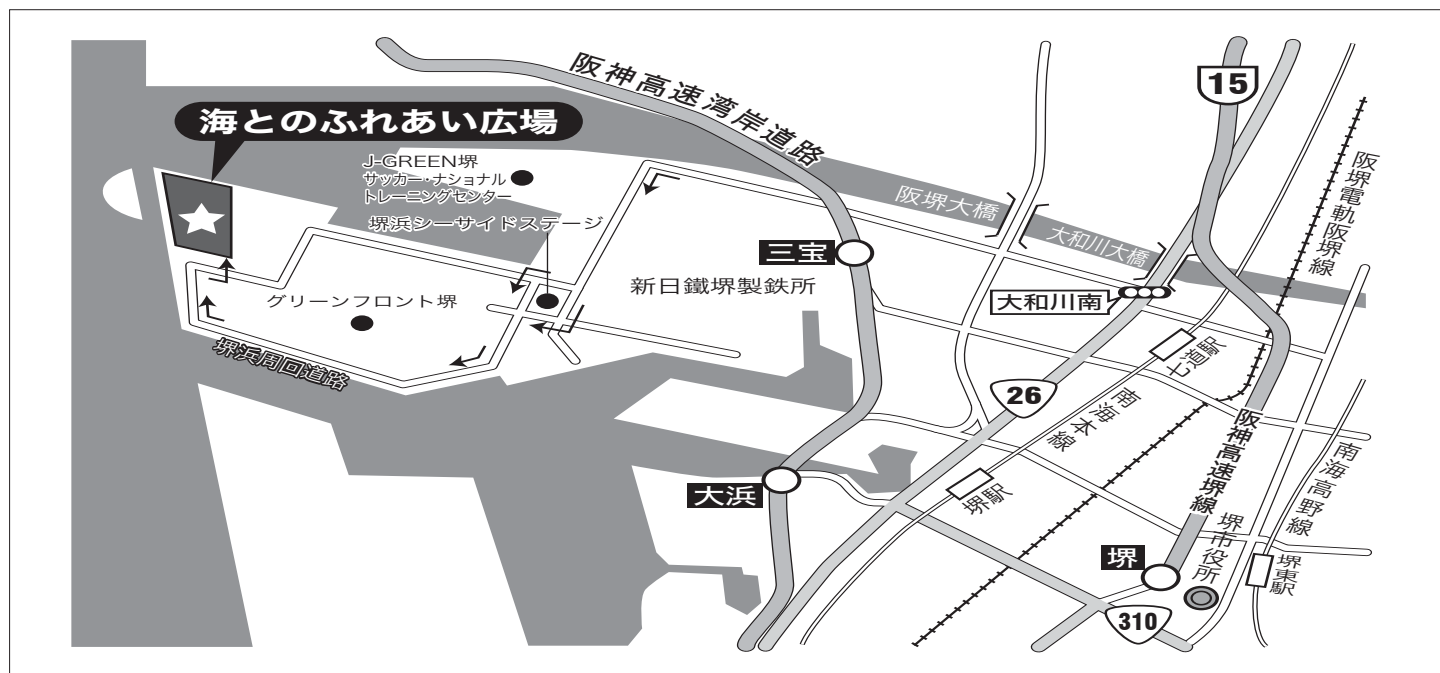 阪神高速湾岸道路
15
海とのふれあい広場
J-GREEN堺
サッカー・ナショナル
トレーニングセンター
堺浜シーサイドステージ
阪堺大橋
大和川大橋
阪堺電軌阪堺線
三宝
新日鐵堺製鉄所
大和川南
グリーンフロント堺
堺浜周回道路
七道駅
26
南海本線
阪神高速堺線
南海高野線
大浜
堺駅
堺市役所
堺
堺東駅
310